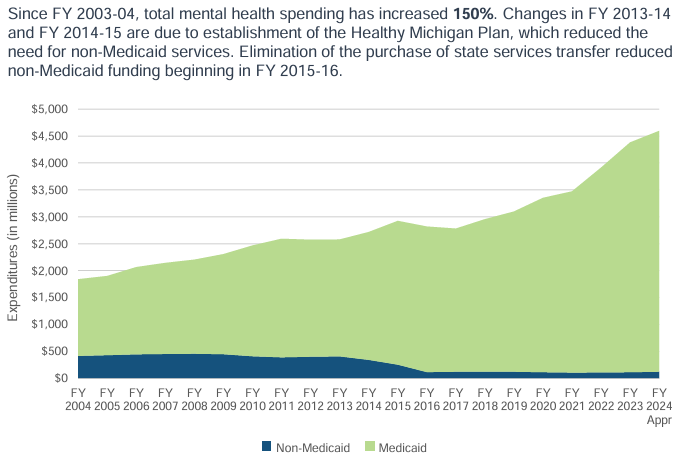 Since FY 2003-04, total mental health spending has increased 150%. Changes in FY 2013-14
and FY 2014-15 are due to establishment of the Healthy Michigan Plan, which reduced the
need for non-Medicaid services. Elimination of the purchase of state services transfer reduced
non-Medicaid funding beginning in FY 2015-16.
Expenditures (in millions)
$5,000
$4,500
$4,000
$3,500
$3,000
$2,500
$2,000
$1,500
$1,000
$500
$0
FY FY FY FY FY FY FY FY FY FY FY FY FY FY FY FY FY FY FY FY FY
2004 2005 2006 2007 2008 2009 2010 2011 2012 2013 2014 2015 2016 2017 2018 2019 2020 2021 2022 2023 2024
Appr
Non-Medicaid Medicaid